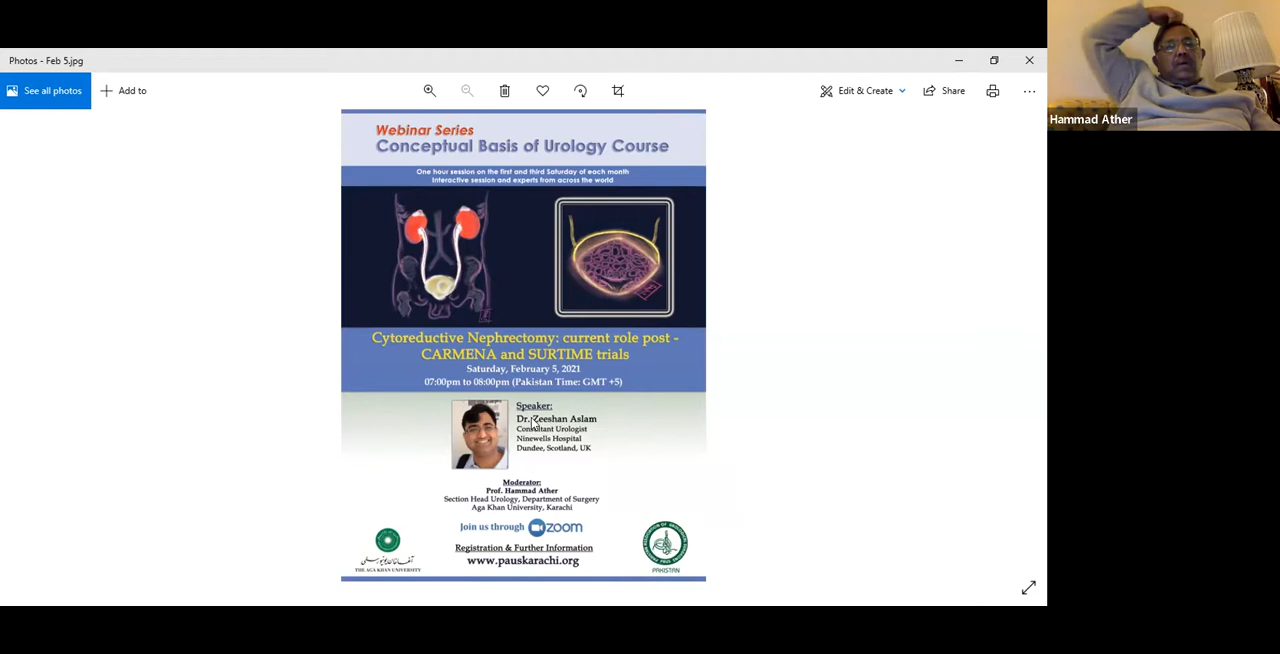 Photos - Feb 5.jpg
See all photos
Add to
Edit & Create
Share
Hammad Ather
Webinar Series
Conceptual Basis of Urology Course
One hour session on the first and third Saturday of each month
Interactive session and experts from across the world
Cytoreductive Nephrectomy: current role post -
CARMENA and SURTIME trials
Saturday, February 5, 2021
07:00pm to 08:00pm (Pakistan Time: GMT +5)
Speaker:
Dr. Zeeshan Aslam
Consultant Urologist
Ninewells Hospital
Dundee, Scotland, UK
Moderator:
Prof. Hammad Ather
Section Head Urology, Department of Surgery
Aga Khan University, Karachi
Join us through zoom
Registration & Further Information
www.pauskarachi.org
آغا خان یونیورسٹی
THE AGA KHAN UNIVERSITY
PAKISTAN